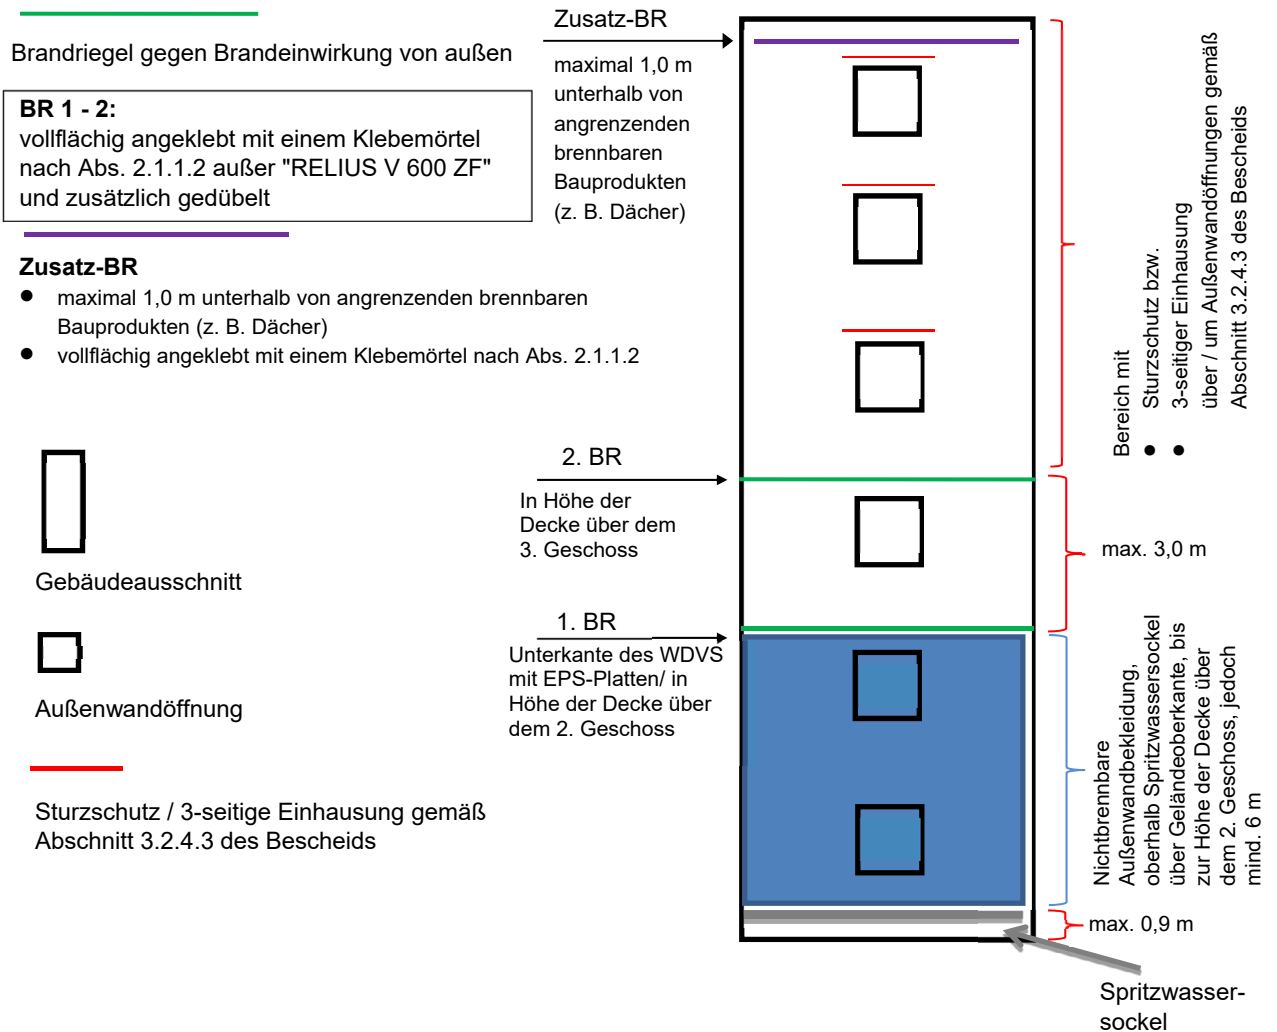 Brandriegel gegen Brandeinwirkung von außen
BR 1 - 2:
vollflächig angeklebt mit einem Klebemörtel
nach Abs. 2.1.1.2 außer "RELIUS V 600 ZF"
und zusätzlich gedübelt
Zusatz-BR
● maximal 1,0 m unterhalb von angrenzenden brennbaren
Bauprodukten (z. B. Dächer)
● vollflächig angeklebt mit einem Klebemörtel nach Abs. 2.1.1.2
Gebäudeausschnitt
Außenwandöffnung
Sturzschutz / 3-seitige Einhausung gemäß
Abschnitt 3.2.4.3 des Bescheids
Zusatz-BR
maximal 1,0 m
unterhalb von
angrenzenden
brennbaren
Bauprodukten
(z. B. Dächer)
2. BR
In Höhe der
Decke über dem
3. Geschoss
1. BR
Unterkante des WDVS
mit EPS-Platten/ in
Höhe der Decke über
dem 2. Geschoss
Bereich mit
● Sturzschutz bzw.
● 3-seitiger Einhausung
über / um Außenwandöffnungen gemäß
Abschnitt 3.2.4.3 des Bescheids
max. 3,0 m
Nichtbrennbare
Außenwandbekleidung,
oberhalb Spritzwassersockel
über Geländeoberkante, bis
zur Höhe der Decke über
dem 2. Geschoss, jedoch
mind. 6 m
max. 0,9 m
Spritzwasser-
sockel